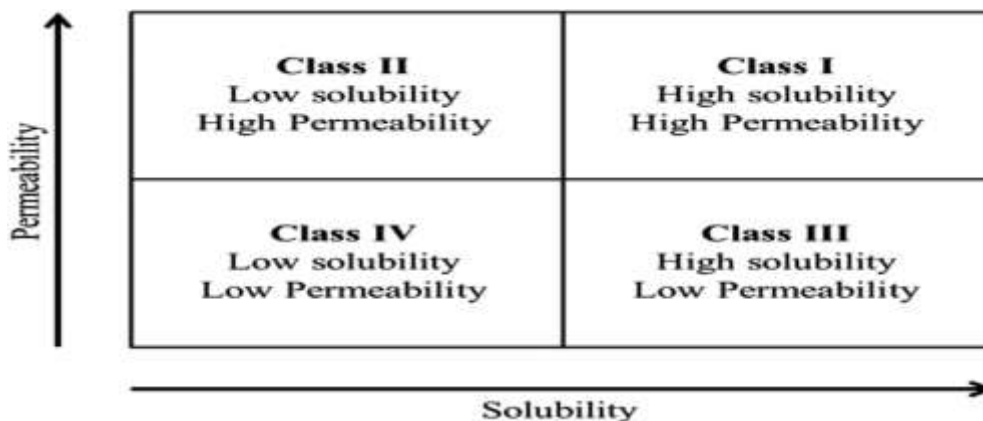 Permeability
Class II
Low solubility
High Permeability
Class I
High solubility
High Permeability
Class IV
Low solubility
Low Permeability
Class III
High solubility
Low Permeability
Solubility